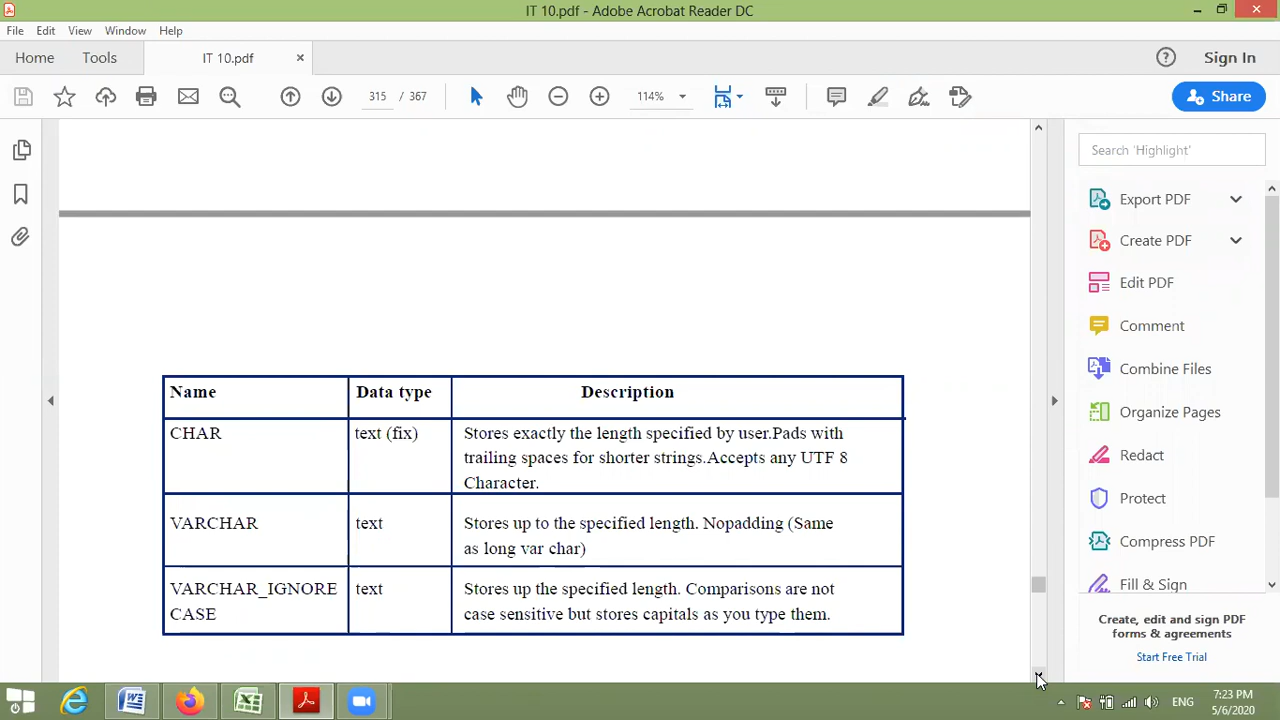 IT 10.pdf - Adobe Acrobat Reader DC
File Edit View Window Help
Home Tools IT 10.pdf Sign In
315 / 367 114% Share
Search 'Highlight'
Export PDF
Create PDF
Edit PDF
Comment
Combine Files
Organize Pages
Redact
Protect
Compress PDF
Fill & Sign
Create, edit and sign PDF
forms & agreements
Start Free Trial
Name Data type Description
CHAR text (fix) Stores exactly the length specified by user.Pads with
trailing spaces for shorter strings.Accepts any UTF 8
Character.
VARCHAR text Stores up to the specified length. Nopadding (Same
as long var char)
VARCHAR_IGNORE text Stores up the specified length. Comparisons are not
CASE case sensitive but stores capitals as you type them.
ENG 7:23 PM
5/6/2020